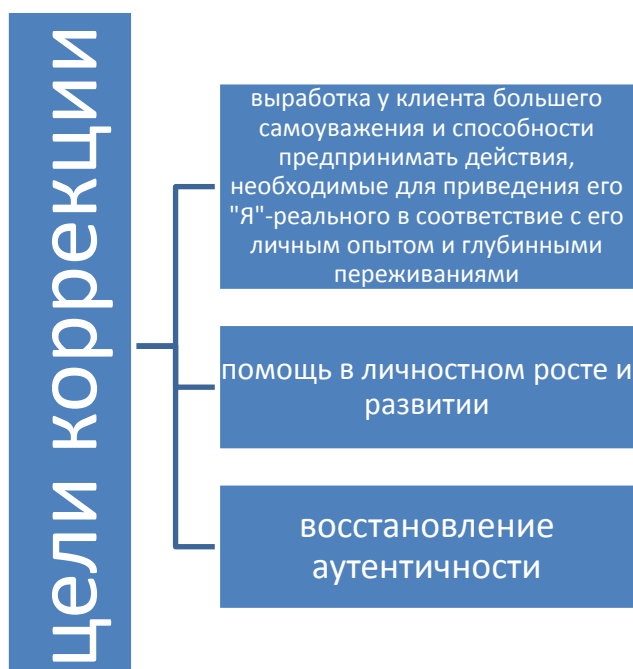 цели коррекции
выработка у клиента большего
самоуважения и способности
предпринимать действия,
необходимые для приведения его
"Я"-реального в соответствие с его
личным опытом и глубинными
переживаниями
помощь в личностном росте и
развитии
восстановление
аутентичности